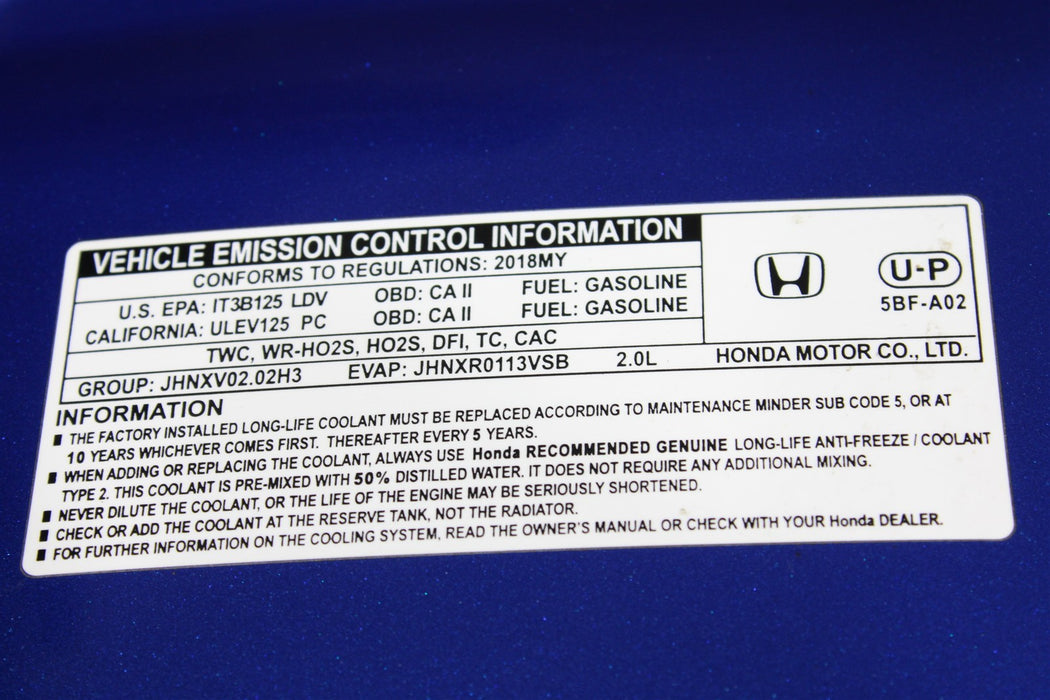 VEHICLE EMISSION CONTROL INFORMATION
CONFORMS TO REGULATIONS: 2018MY
U.S. EPA: IT3B125 LDV OBD: CA II FUEL: GASOLINE
CALIFORNIA: ULEV125 PC OBD: CA II FUEL: GASOLINE
TWC, WR-HO2S, HO2S, DFI, TC, CAC
GROUP: JHNXV02.02H3 EVAP: JHNXR0113VSB 2.0L
U-P
5BF-A02
HONDA MOTOR CO., LTD.
INFORMATION
■ THE FACTORY INSTALLED LONG-LIFE COOLANT MUST BE REPLACED ACCORDING TO MAINTENANCE MINDER SUB CODE 5, OR AT
10 YEARS WHICHEVER COMES FIRST. THEREAFTER EVERY 5 YEARS.
■ WHEN ADDING OR REPLACING THE COOLANT, ALWAYS USE Honda RECOMMENDED GENUINE LONG-LIFE ANTI-FREEZE / COOLANT
TYPE 2. THIS COOLANT IS PRE-MIXED WITH 50% DISTILLED WATER. IT DOES NOT REQUIRE ANY ADDITIONAL MIXING.
■ NEVER DILUTE THE COOLANT, OR THE LIFE OF THE ENGINE MAY BE SERIOUSLY SHORTENED.
■ CHECK OR ADD THE COOLANT AT THE RESERVE TANK, NOT THE RADIATOR.
■ FOR FURTHER INFORMATION ON THE COOLING SYSTEM, READ THE OWNER'S MANUAL OR CHECK WITH YOUR Honda DEALER.